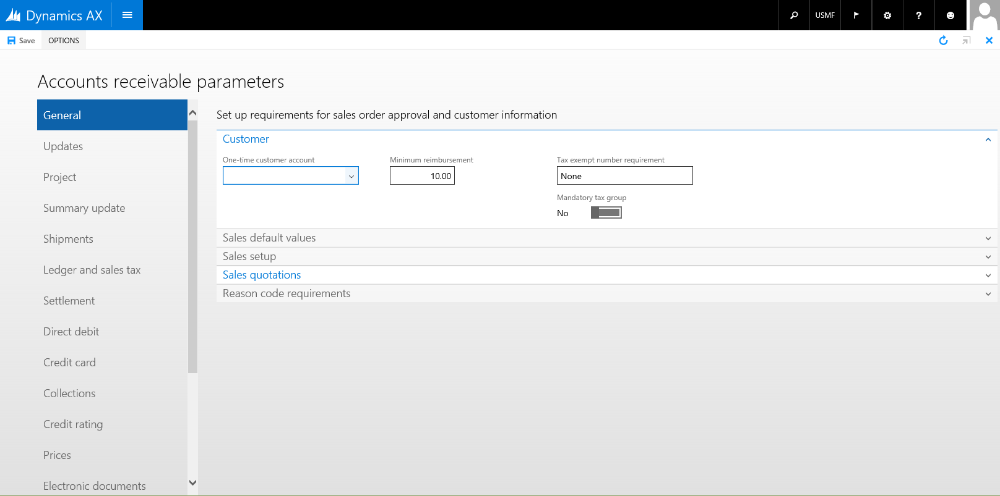 Dynamics AX
USMF
?
Save
OPTIONS
Accounts receivable parameters
General
Updates
Project
Summary update
Shipments
Ledger and sales tax
Settlement
Direct debit
Credit card
Collections
Credit rating
Prices
Electronic documents
Set up requirements for sales order approval and customer information
Customer
One-time customer account
Minimum reimbursement
10.00
Tax exempt number requirement
None
Mandatory tax group
No
Sales default values
Sales setup
Sales quotations
Reason code requirements